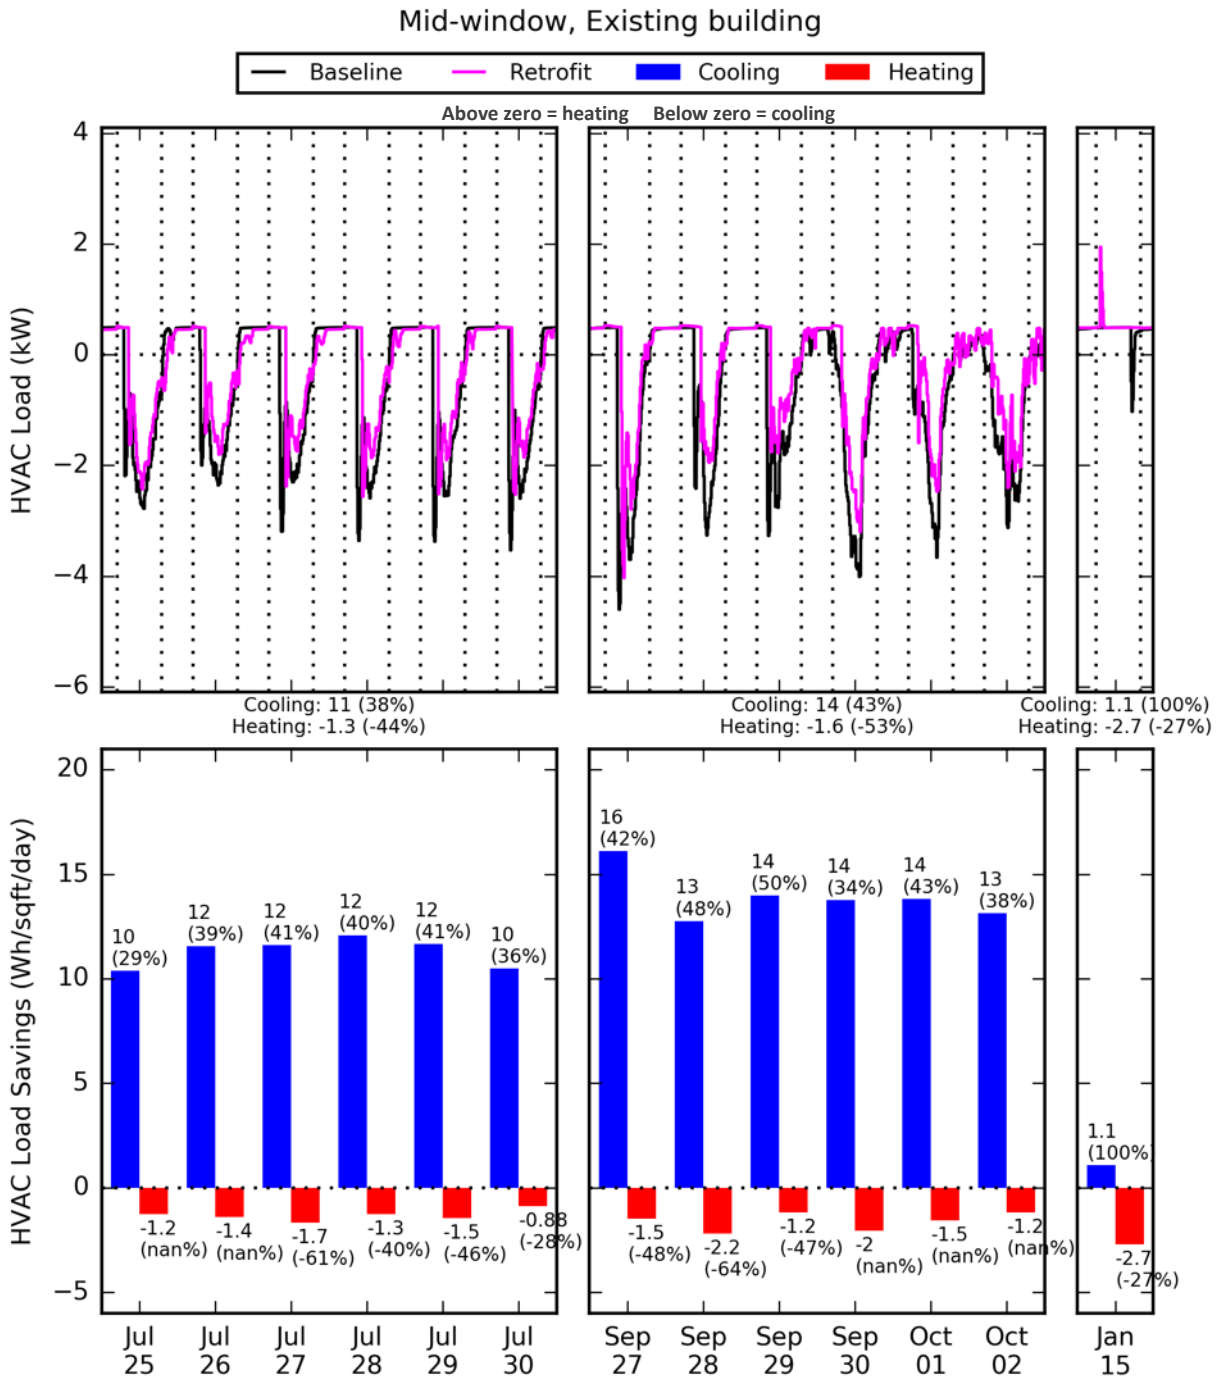 Mid-window, Existing building
Baseline Retrofit Cooling Heating
Above zero = heating Below zero = cooling
HVAC Load (kW)
4
2
0
−2
−4
−6
Cooling: 11 (38%)
Heating: -1.3 (-44%)
Cooling: 14 (43%)
Heating: -1.6 (-53%)
Cooling: 1.1 (100%)
Heating: -2.7 (-27%)
HVAC Load Savings (Wh/sqft/day)
20
15
10
5
0
−5
10
(29%)
12
(39%)
12
(41%)
12
(40%)
12
(41%)
10
(36%)
-1.2
(nan%)
-1.4
(nan%)
-1.7
(-61%)
-1.3
(-40%)
-1.5
(-46%)
-0.88
(-28%)
16
(42%)
13
(48%)
14
(50%)
14
(34%)
14
(43%)
13
(38%)
-1.5
(-48%)
-2.2
(-64%)
-1.2
(-47%)
-2
(nan%)
-1.5
(nan%)
-1.2
(nan%)
1.1
(100%)
-2.7
(-27%)
Jul
25
Jul
26
Jul
27
Jul
28
Jul
29
Jul
30
Sep
27
Sep
28
Sep
29
Sep
30
Oct
01
Oct
02
Jan
15